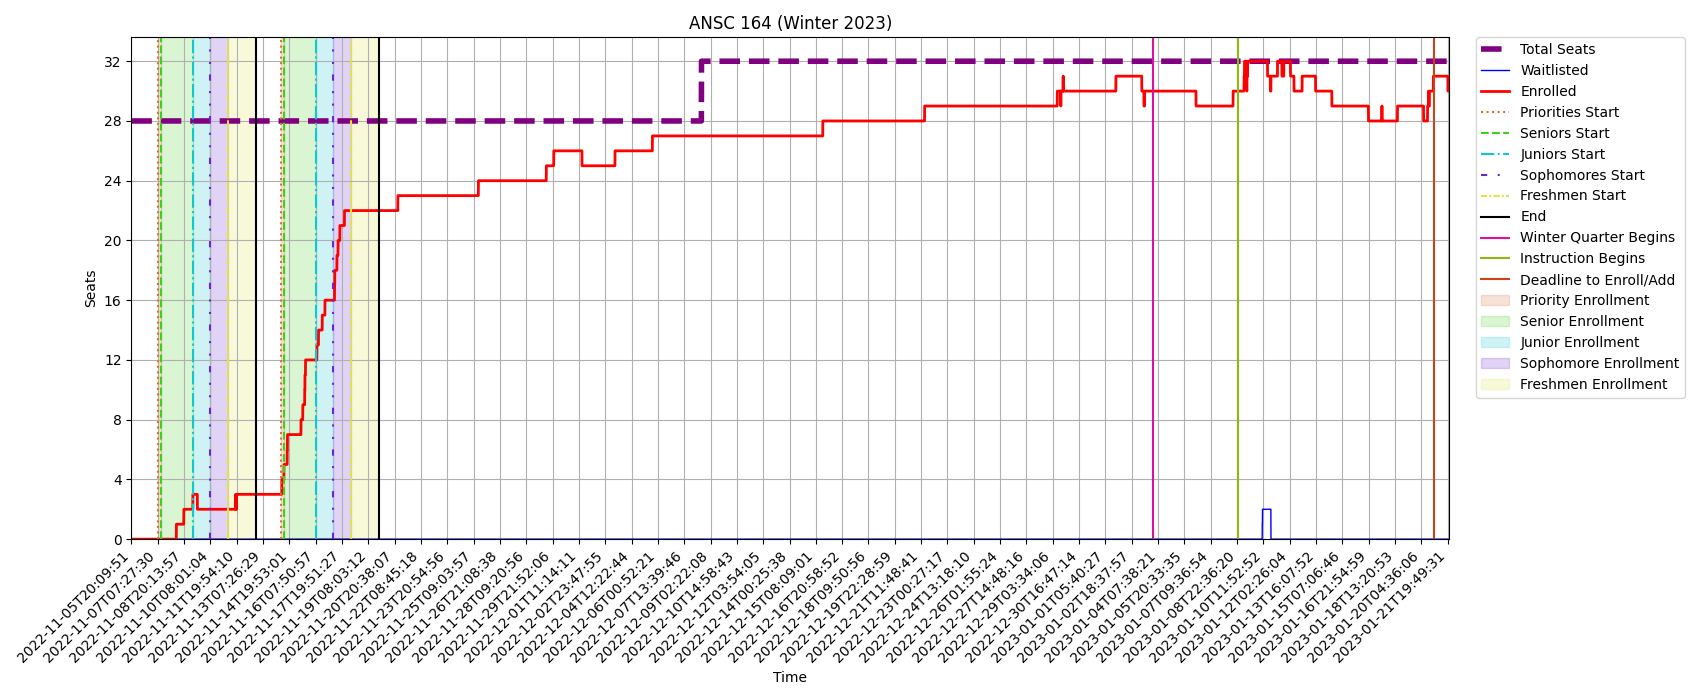 ANSC 164 (Winter 2023)
Seats
32
28
24
20
16
12
8
4
0
2022-11-05T20:09:51
2022-11-07T07:27:30
2022-11-08T20:13:57
2022-11-10T08:01:04
2022-11-11T19:54:10
2022-11-13T07:26:29
2022-11-14T19:53:01
2022-11-16T07:50:57
2022-11-17T19:51:27
2022-11-19T08:03:12
2022-11-20T20:38:07
2022-11-22T08:45:18
2022-11-23T20:54:56
2022-11-25T09:03:57
2022-11-26T21:08:38
2022-11-28T09:20:56
2022-11-29T21:52:06
2022-12-01T11:14:11
2022-12-02T23:47:55
2022-12-04T12:22:44
2022-12-06T00:52:21
2022-12-07T13:39:46
2022-12-09T02:22:08
2022-12-10T14:58:43
2022-12-12T03:54:05
2022-12-14T00:25:38
2022-12-15T08:09:01
2022-12-16T20:58:52
2022-12-18T09:50:56
2022-12-19T22:28:59
2022-12-21T11:48:41
2022-12-23T00:27:17
2022-12-24T13:18:10
2022-12-26T01:55:24
2022-12-27T14:48:16
2022-12-29T03:34:06
2022-12-30T16:47:14
2023-01-01T05:40:27
2023-01-02T18:37:57
2023-01-04T07:38:21
2023-01-05T20:33:35
2023-01-07T09:36:54
2023-01-08T22:36:20
2023-01-10T11:52:52
2023-01-12T02:26:04
2023-01-13T16:07:52
2023-01-15T07:06:46
2023-01-16T21:54:59
2023-01-18T13:20:53
2023-01-20T04:36:06
2023-01-21T19:49:31
Time
Total Seats
Waitlisted
Enrolled
Priorities Start
Seniors Start
Juniors Start
Sophomores Start
Freshmen Start
End
Winter Quarter Begins
Instruction Begins
Deadline to Enroll/Add
Priority Enrollment
Senior Enrollment
Junior Enrollment
Sophomore Enrollment
Freshmen Enrollment